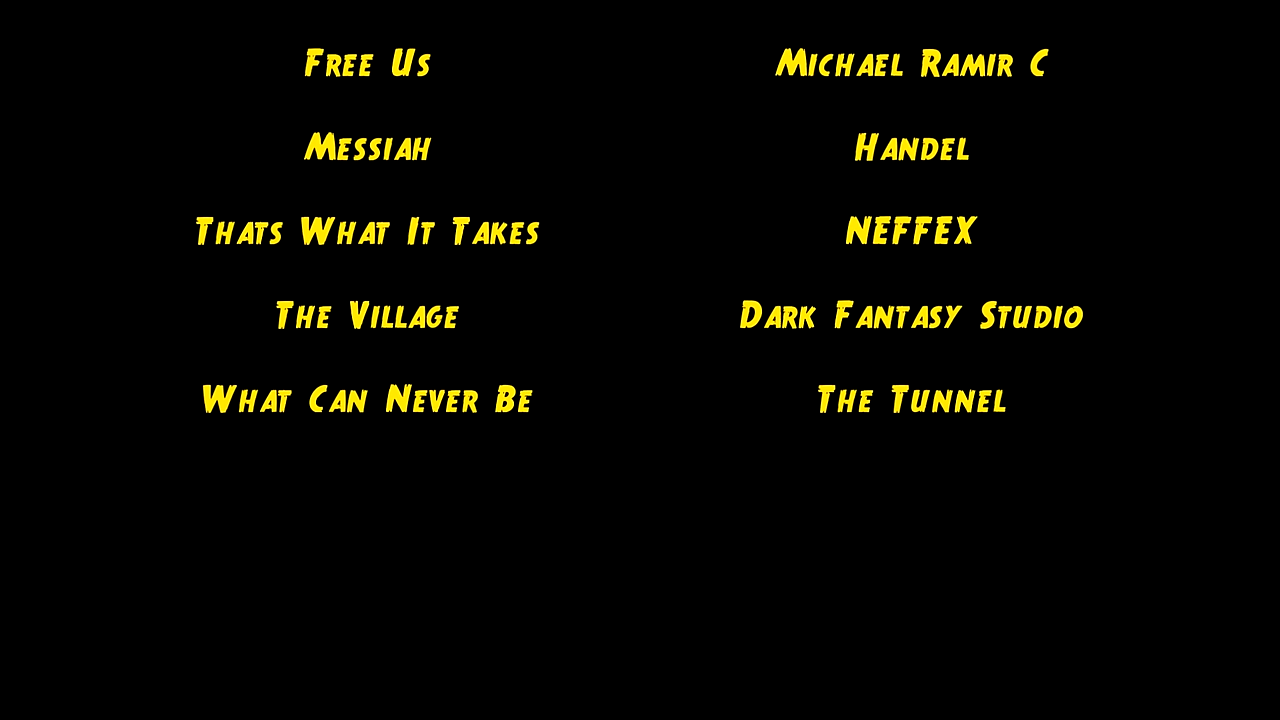 Free Us Michael Ramir C
Messiah Handel
Thats What It Takes NEFFEX
The Village Dark Fantasy Studio
What Can Never Be The Tunnel